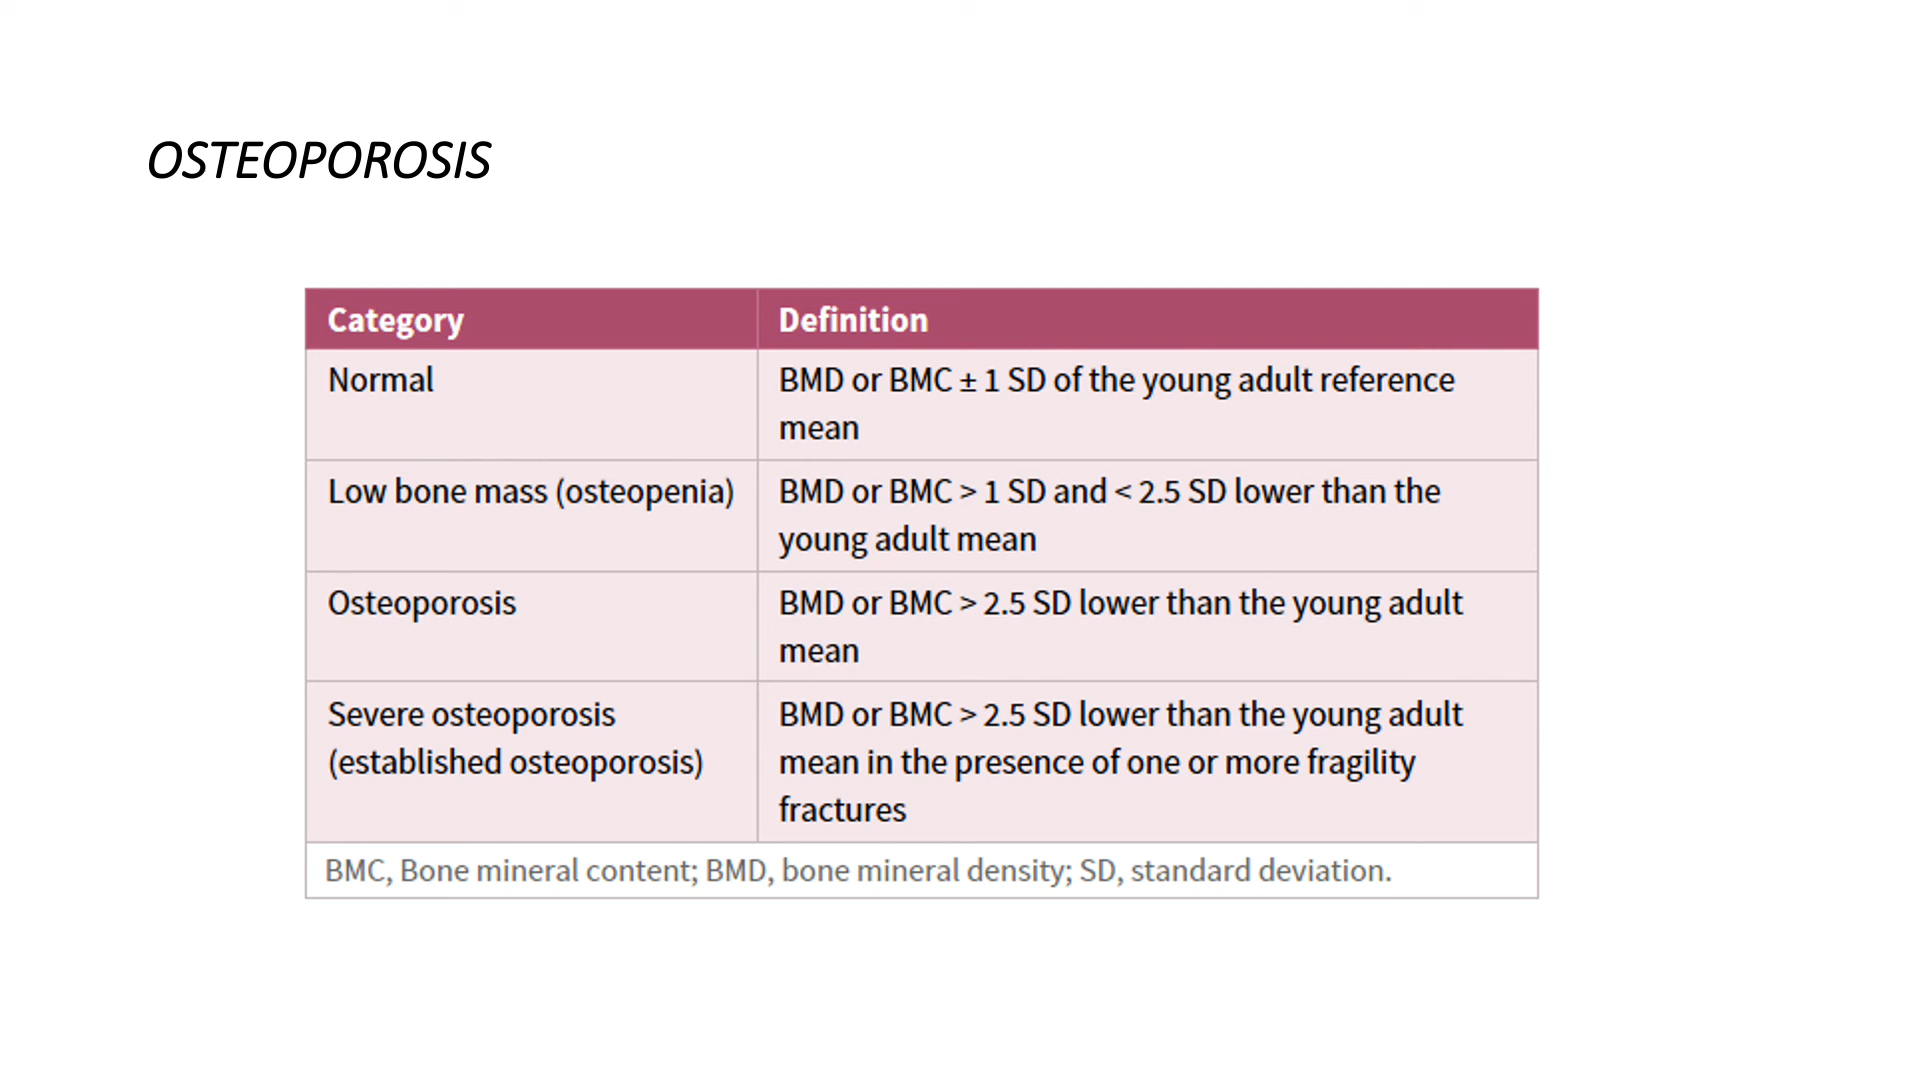 OSTEOPOROSIS
Category
Definition
Normal
BMD or BMC ± 1 SD of the young adult reference
mean
Low bone mass (osteopenia)
BMD or BMC > 1 SD and < 2.5 SD lower than the
young adult mean
Osteoporosis
BMD or BMC > 2.5 SD lower than the young adult
mean
Severe osteoporosis
(established osteoporosis)
BMD or BMC > 2.5 SD lower than the young adult
mean in the presence of one or more fragility
fractures
BMC, Bone mineral content; BMD, bone mineral density; SD, standard deviation.